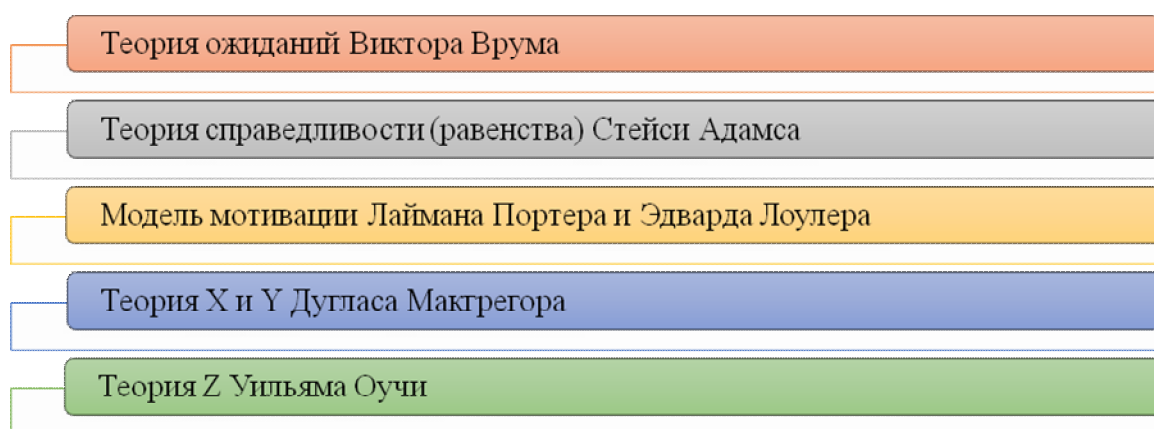 Теория ожиданий Виктора Врума
Теория справедливости (равенства) Стейси Адамса
Модель мотивации Лаймана Портера и Эдварда Лоулера
Теория X и Y Дугласа Макгрегора
Теория Z Уильяма Оучи